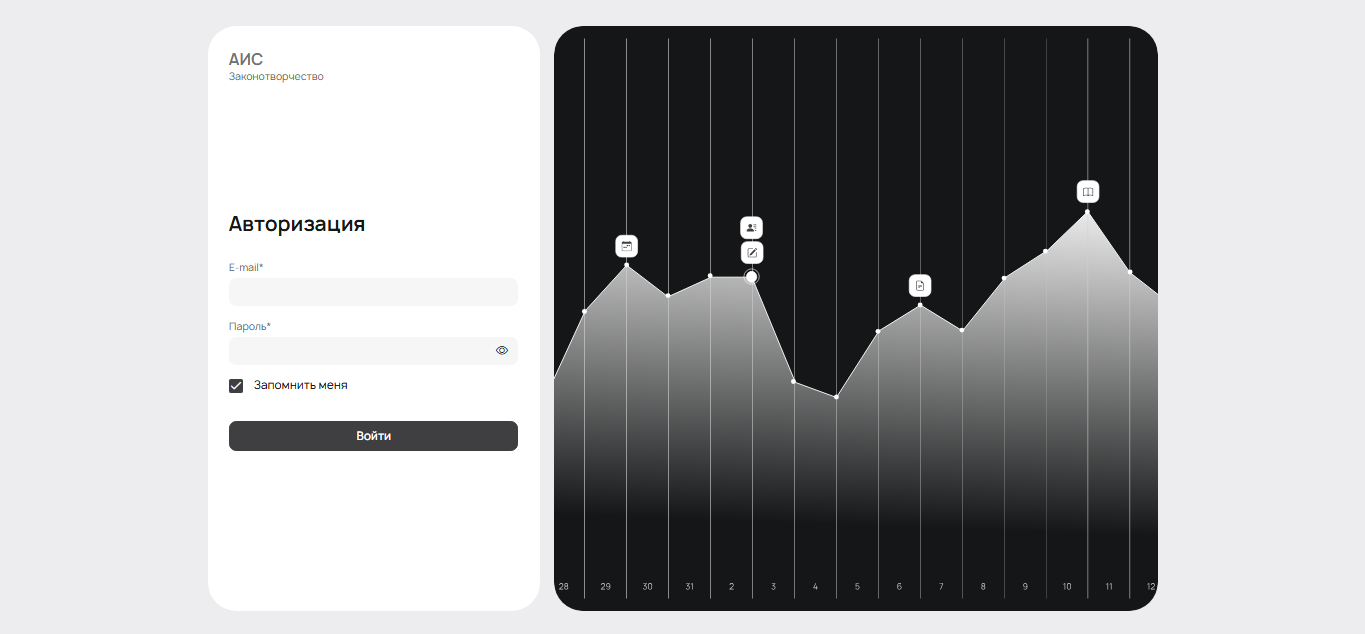 АИС
Законотворчество
Авторизация
E-mail*
Пароль*
Запомнить меня
Войти
28 29 30 31 2 3 4 5 6 7 8 9 10 11 12